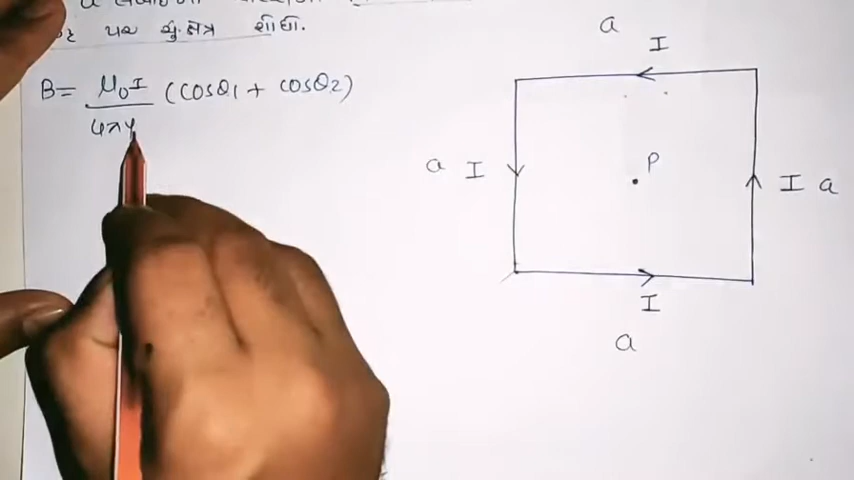 પર ચું.ક્ષેત્ર શોધો.
B = μ₀I / 4πy (cosθ₁ + cosθ₂)
a
I
a I
P
I a
I
a